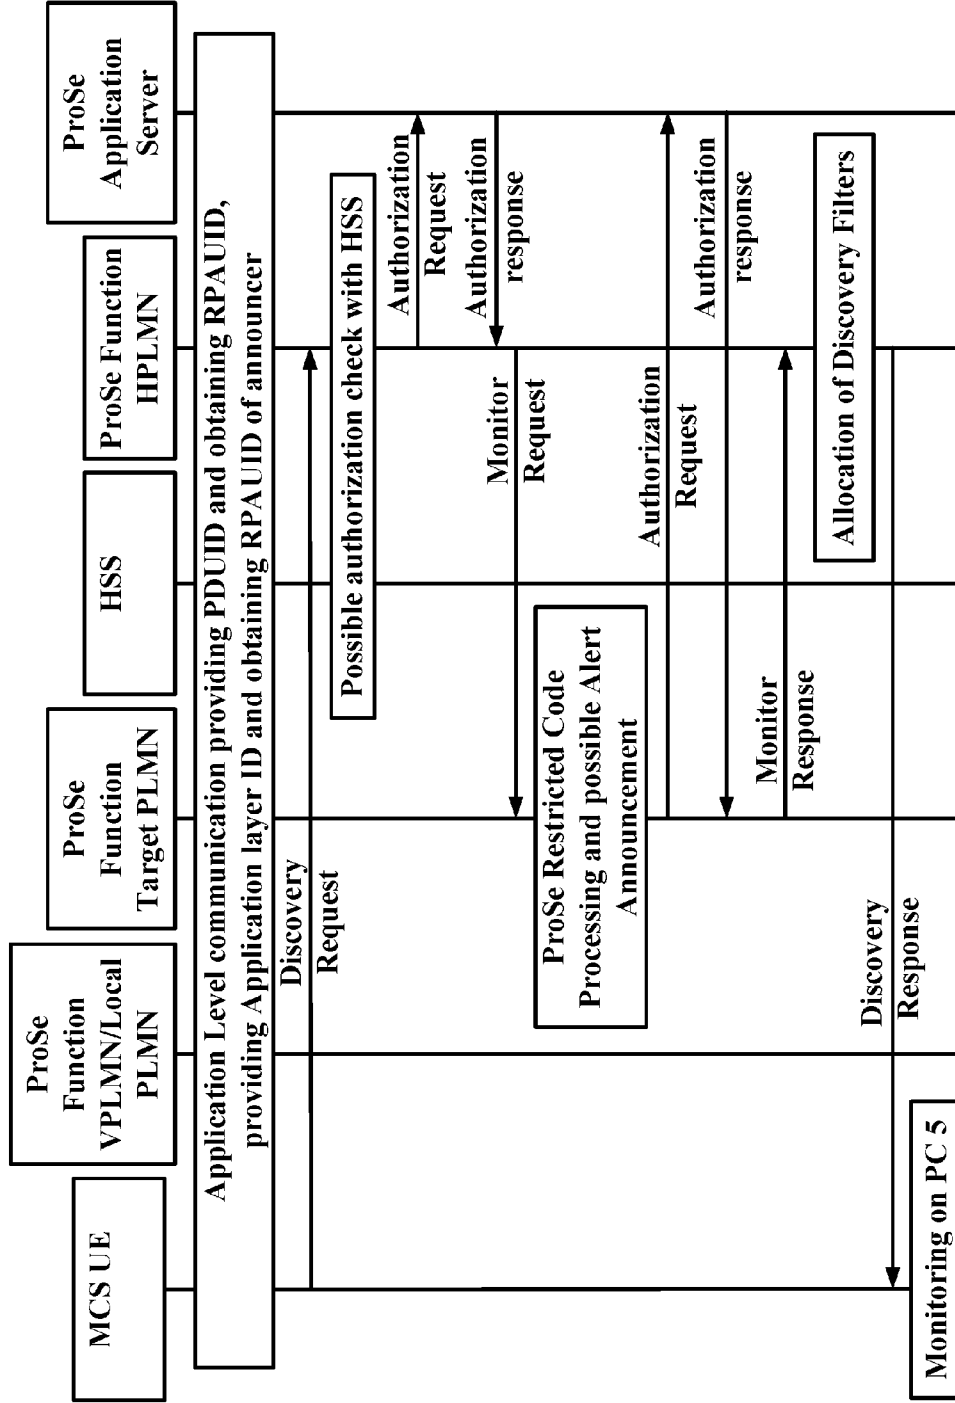 MCS UE
ProSe
Function
VPLMN/Local
PLMN
ProSe
Function
Target PLMN
HSS
ProSe Function
HPLMN
ProSe
Application
Server
Application Level communication providing PDUID and obtaining RPAUID,
providing Application layer ID and obtaining RPAUID of announcer
Discovery
Request
Possible authorization check with HSS
Authorization
Request
Authorization
response
Monitor
Request
ProSe Restricted Code
Processing and possible Alert
Announcement
Authorization
Request
Authorization
response
Monitor
Response
Allocation of Discovery Filters
Discovery
Response
Monitoring on PC 5